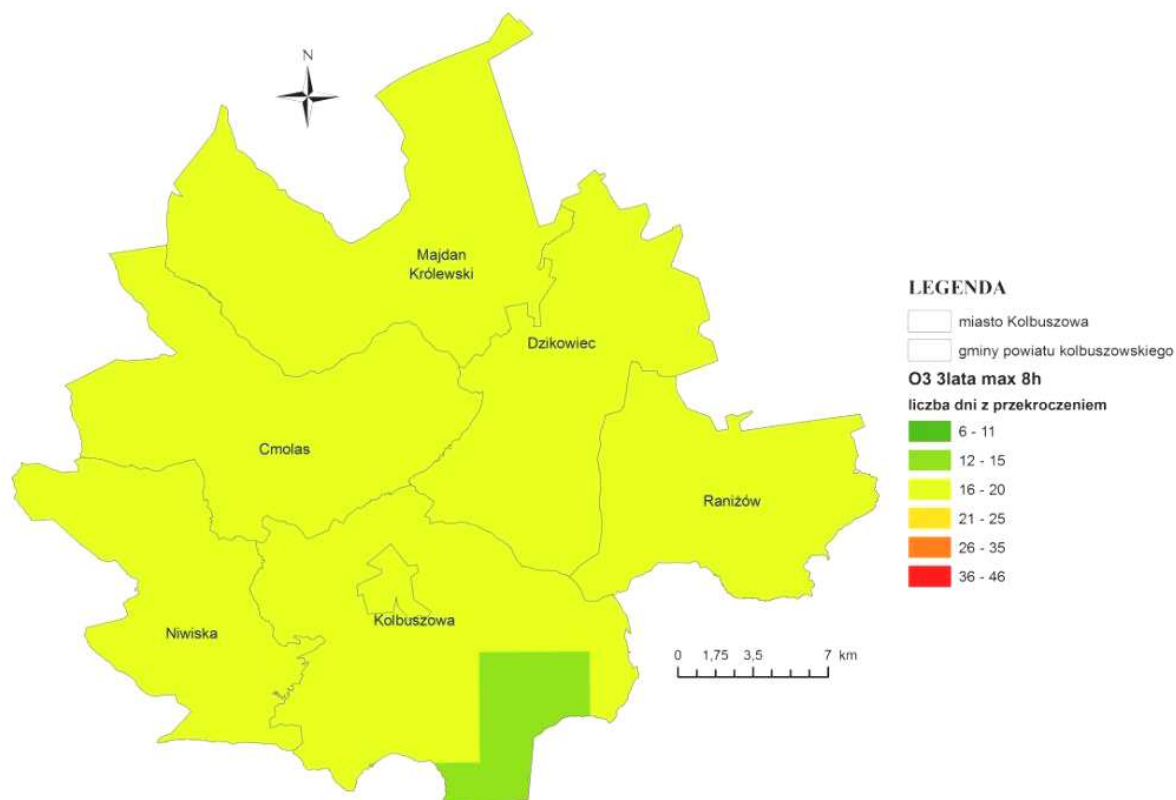 N
Majdan
Królewski
Dzikowiec
Cmolas
Raniżów
Kolbuszowa
Niwiska
LEGENDA
miasto Kolbuszowa
gminy powiatu kolbuszowskiego
O3 3lata max 8h
liczba dni z przekroczeniem
6 - 11
12 - 15
16 - 20
21 - 25
26 - 35
36 - 46
0 1,75 3,5 7 km